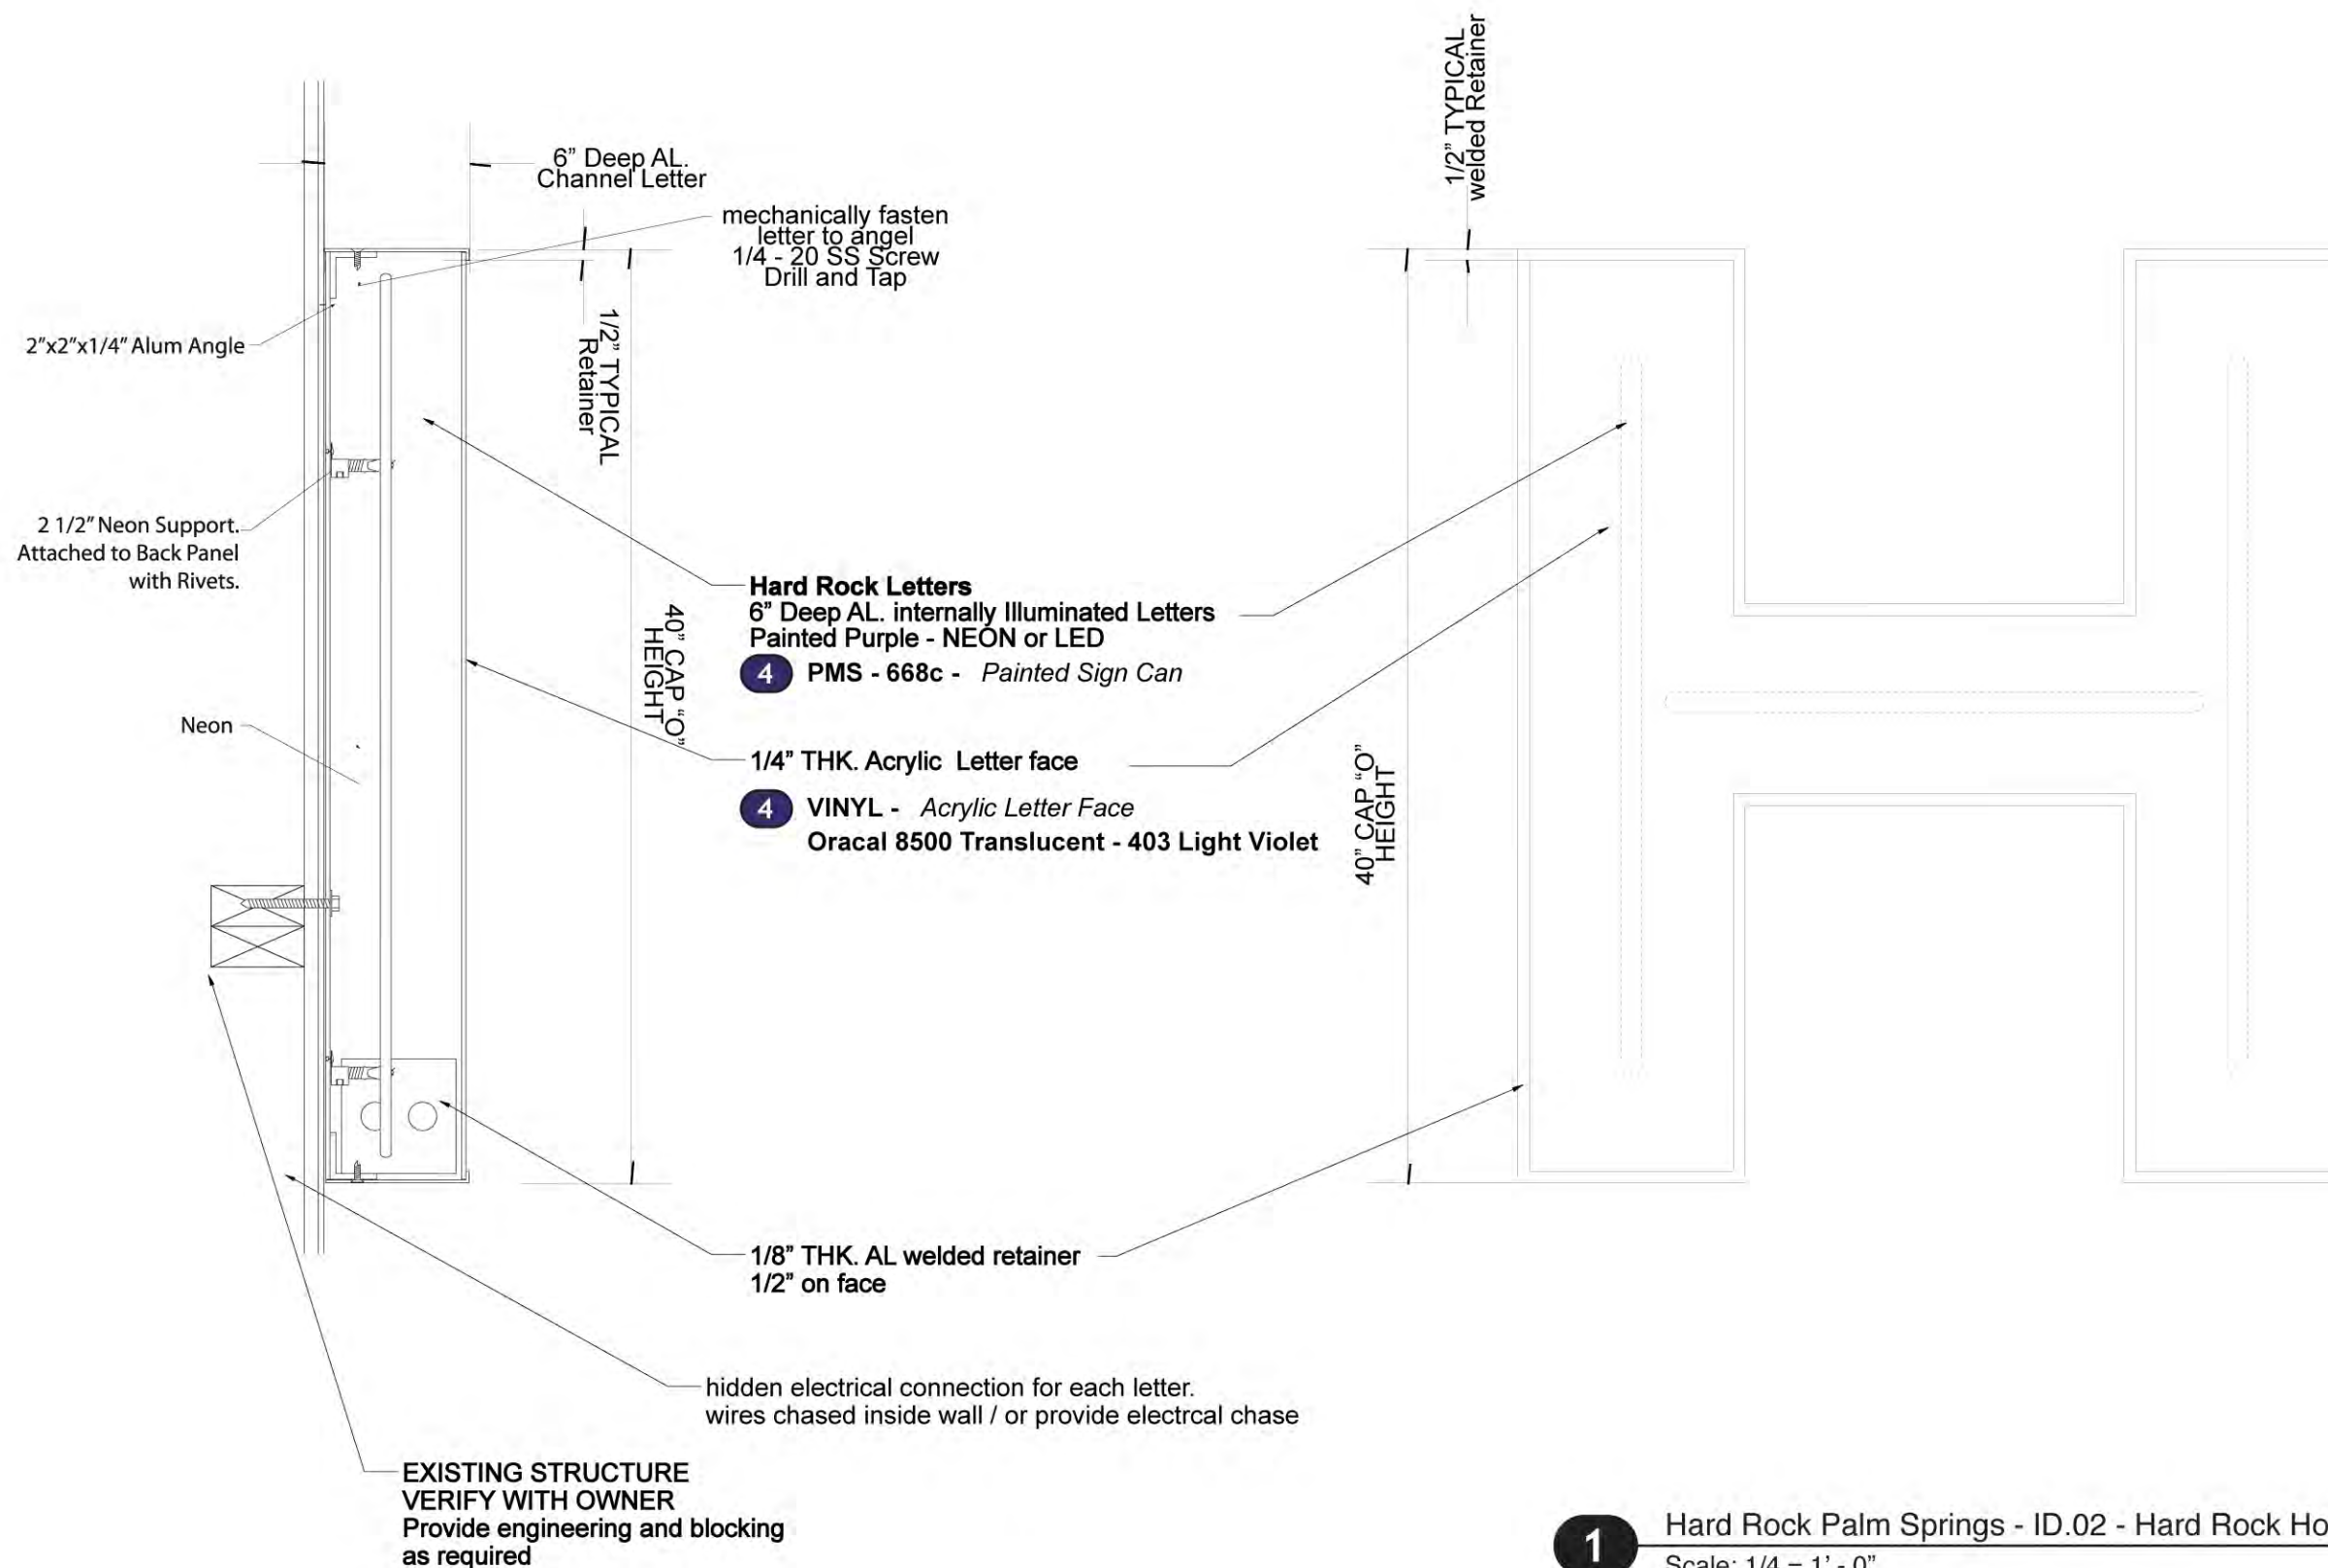 1/2” TYPICAL
welded Retainer
6” Deep AL.
Channel Letter
mechanically fasten
letter to angel
1/4 - 20 SS Screw
Drill and Tap
2”x2”x1/4” Alum Angle
1/2” TYPICAL
Retainer
2 1/2” Neon Support.
Attached to Back Panel
with Rivets.
Hard Rock Letters
6” Deep AL. internally Illuminated Letters
Painted Purple - NEON or LED
4 PMS - 668c - Painted Sign Can
40” CAP “O”
HEIGHT
Neon
1/4” THK. Acrylic Letter face
4 VINYL - Acrylic Letter Face
Oracal 8500 Translucent - 403 Light Violet
40” CAP “O”
HEIGHT
1/8” THK. AL welded retainer
1/2” on face
hidden electrical connection for each letter.
wires chased inside wall / or provide electrcal chase
EXISTING STRUCTURE
VERIFY WITH OWNER
Provide engineering and blocking
as required
1 Hard Rock Palm Springs - ID.02 - Hard Rock Ho
Scale: 1/4 = 1’ - 0”